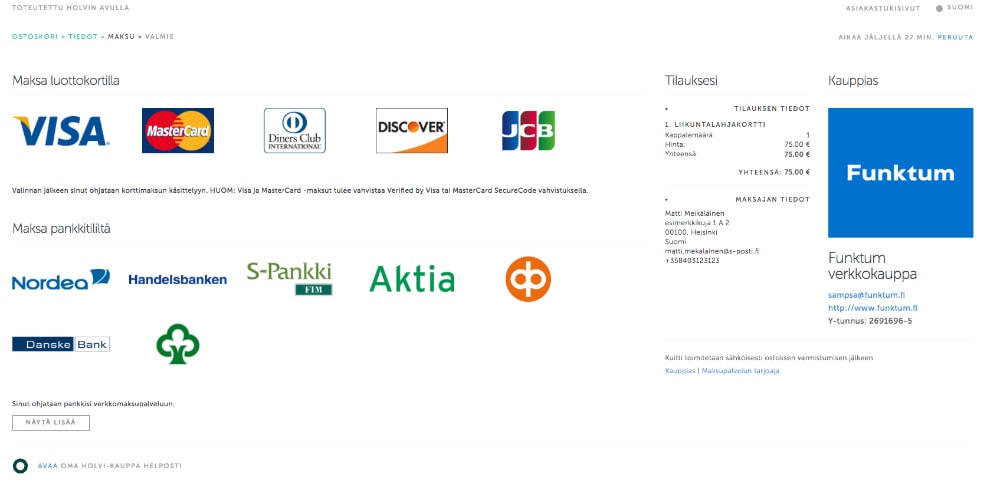 TOTEUTETTU HOLVIN AVULLA
ASIAKASTUKISIVUT
SUOMI
OSTOSKORI > TIEDOT > MAKSU > VALMIS
AIKAA JÄLJELLÄ 27 MIN. PERUUTA
Maksa luottokortilla
VISA
MasterCard
Diners Club
INTERNATIONAL
DISCOVER
JCB
Valinnan jälkeen sinut ohjataan korttimaksun käsittelyyn. HUOM: Visa ja MasterCard -maksut tulee vahvistaa Verified by Visa tai MasterCard SecureCode vahvistuksella.
Maksa pankkitililtä
Nordea
Handelsbanken
S-Pankki
FIM
Aktia
op
Danske Bank
Sinut ohjataan pankkisi verkkomaksupalveluun.
NÄYTÄ LISÄÄ
Tilauksesi
• TILAUKSEN TIEDOT
1. LIIKUNTALAHJAKORTTI
Kappalemäärä: 1
Hinta: 75,00 €
Yhteensä: 75,00 €
YHTEENSÄ: 75,00 €
• MAKSAJAN TIEDOT
Matti Meikäläinen
esimerkkikuja 1 A 2
00100, Helsinki
Suomi
matti.mekalainen@s-posti.fi
+358403123123
Kauppias
Funktum
Funktum
verkkokauppa
sampsa@funktum.fi
http://www.funktum.fi
Y-tunnus: 2691696-5
Kuitti toimitetaan sähköisesti ostoksen varmistumisen jälkeen
Kauppias | Maksupalvelun tarjoaja
AVAA OMA HOLVI-KAUPPA HELPOSTI